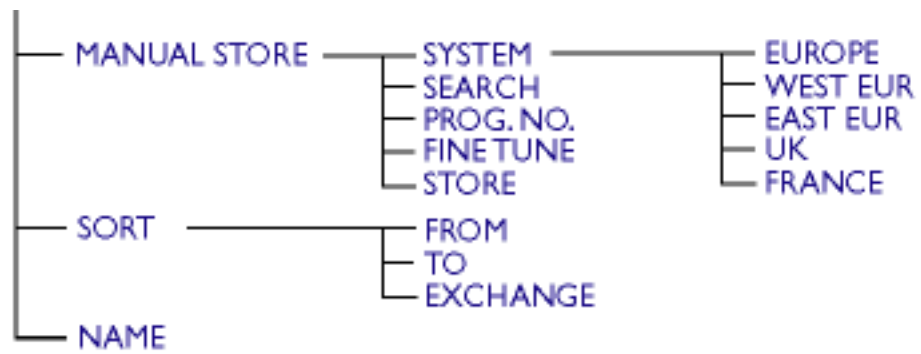 MANUAL STORE SYSTEM EUROPE
SEARCH WEST EUR
PROG. NO. EAST EUR
FINE TUNE UK
STORE FRANCE
SORT FROM
TO
EXCHANGE
NAME